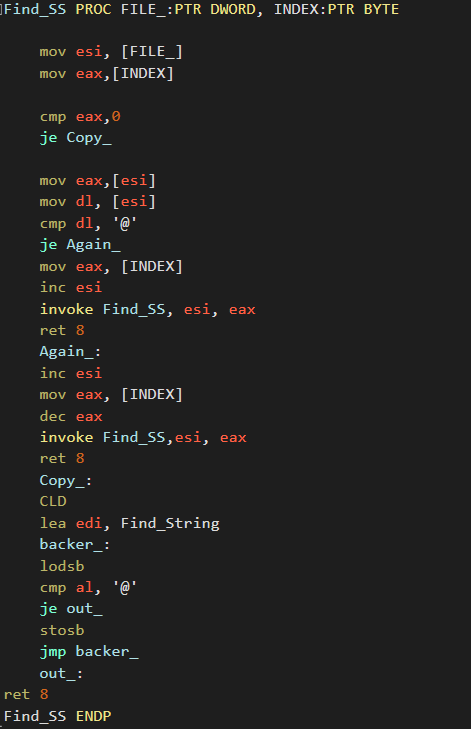 Find_SS PROC FILE_:PTR DWORD, INDEX:PTR BYTE
mov esi, [FILE_]
mov eax,[INDEX]
cmp eax,0
je Copy_
mov eax,[esi]
mov dl, [esi]
cmp dl, '@'
je Again_
mov eax, [INDEX]
inc esi
invoke Find_SS, esi, eax
ret 8
Again_:
inc esi
mov eax, [INDEX]
dec eax
invoke Find_SS,esi, eax
ret 8
Copy_:
CLD
lea edi, Find_String
backer_:
lodsb
cmp al, '@'
je out_
stosb
jmp backer_
out_:
ret 8
Find_SS ENDP